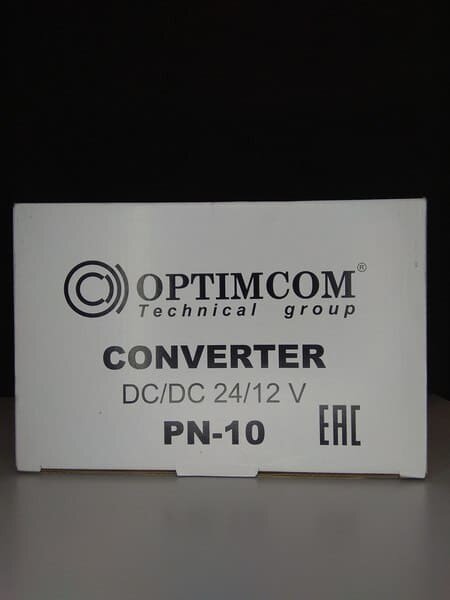 OPTIMCOM®
Technical group
CONVERTER
DC/DC 24/12 V
PN-10
EAC